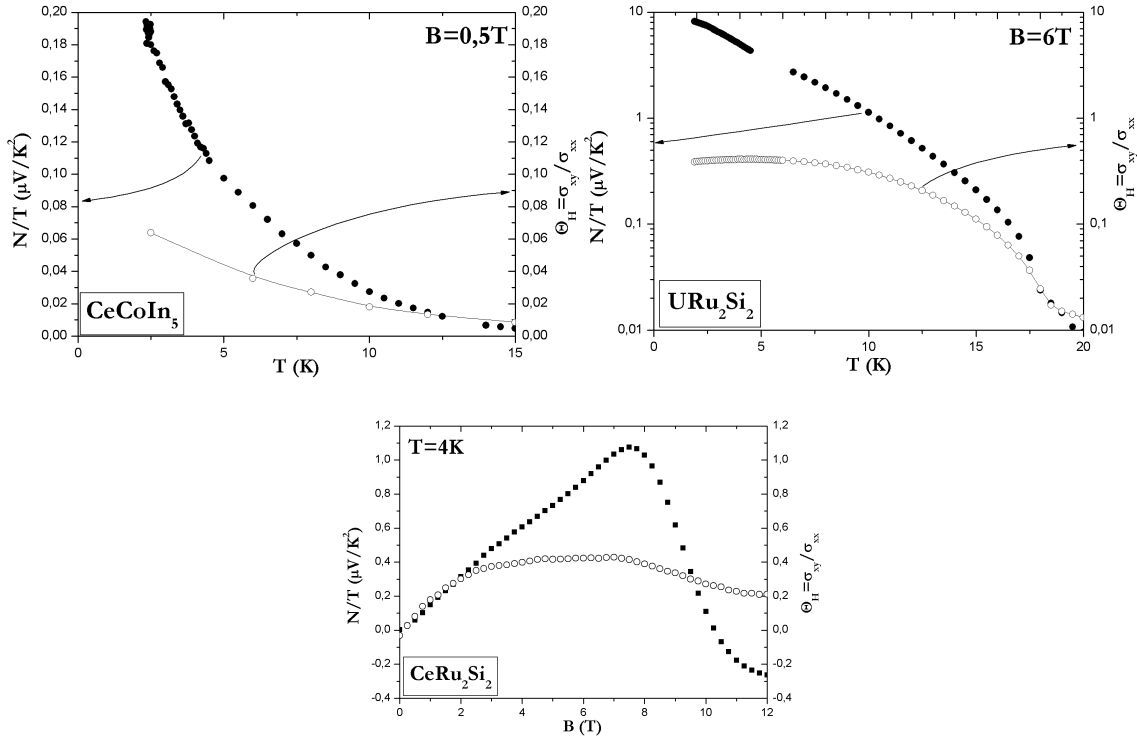 B=0,5T
N/T (μV/K²)
0,20
0,18
0,16
0,14
0,12
0,10
0,08
0,06
0,04
0,02
0,00
0,20
0,18
0,16
0,14
0,12
0,10
0,08
0,06
0,04
0,02
0,00
Θ_H=σ_xy/σ_xx
CeCoIn₅
0 5 10 15
T (K)
B=6T
N/T (μV/K²)
10
1
0,1
0,01
10
1
0,1
0,01
Θ_H=σ_xy/σ_xx
URu₂Si₂
0 5 10 15 20
T (K)
T=4K
N/T (μV/K²)
1,2
1,0
0,8
0,6
0,4
0,2
0,0
-0,2
-0,4
1,2
1,0
0,8
0,6
0,4
0,2
0,0
-0,2
-0,4
Θ_H=σ_xy/σ_xx
CeRu₂Si₂
0 2 4 6 8 10 12
B (T)